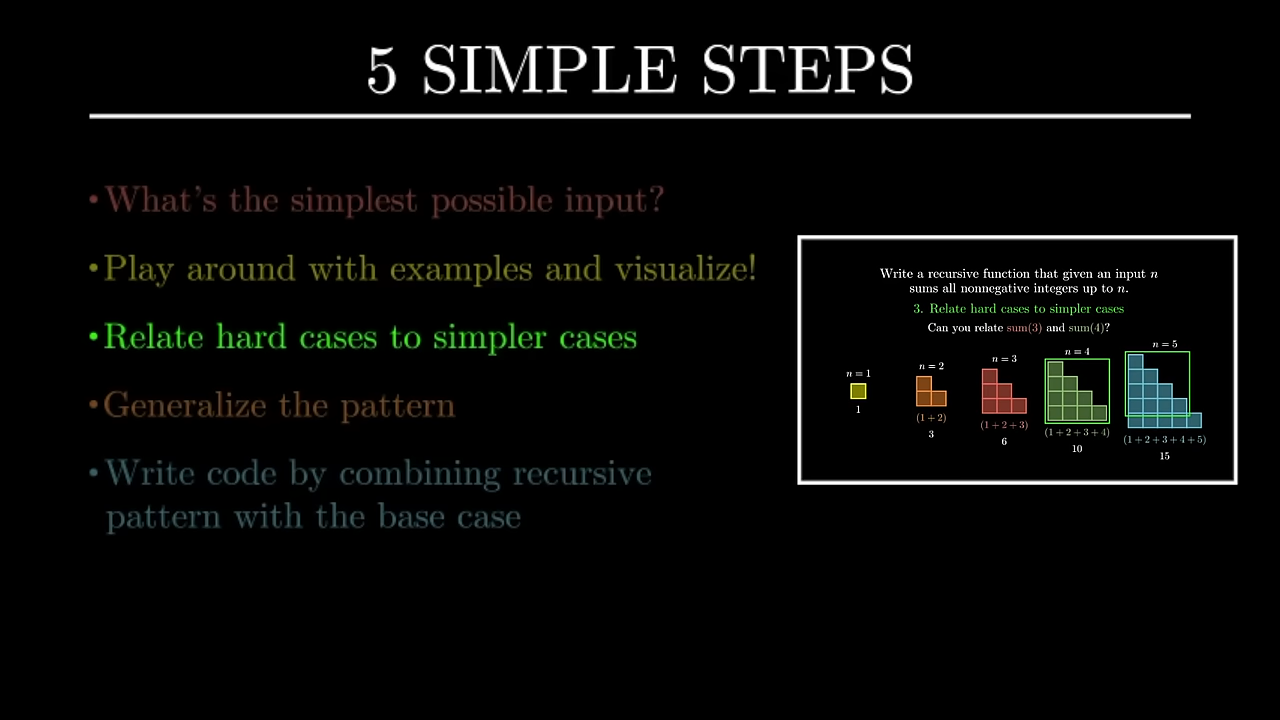 5 SIMPLE STEPS
•What's the simplest possible input?
•Play around with examples and visualize!
•Relate hard cases to simpler cases
•Generalize the pattern
•Write code by combining recursive
pattern with the base case
Write a recursive function that given an input n
sums all nonnegative integers up to n.
3. Relate hard cases to simpler cases
Can you relate sum(3) and sum(4)?
n = 1
1
n = 2
(1 + 2)
3
n = 3
(1 + 2 + 3)
6
n = 4
(1 + 2 + 3 + 4)
10
n = 5
(1 + 2 + 3 + 4 + 5)
15